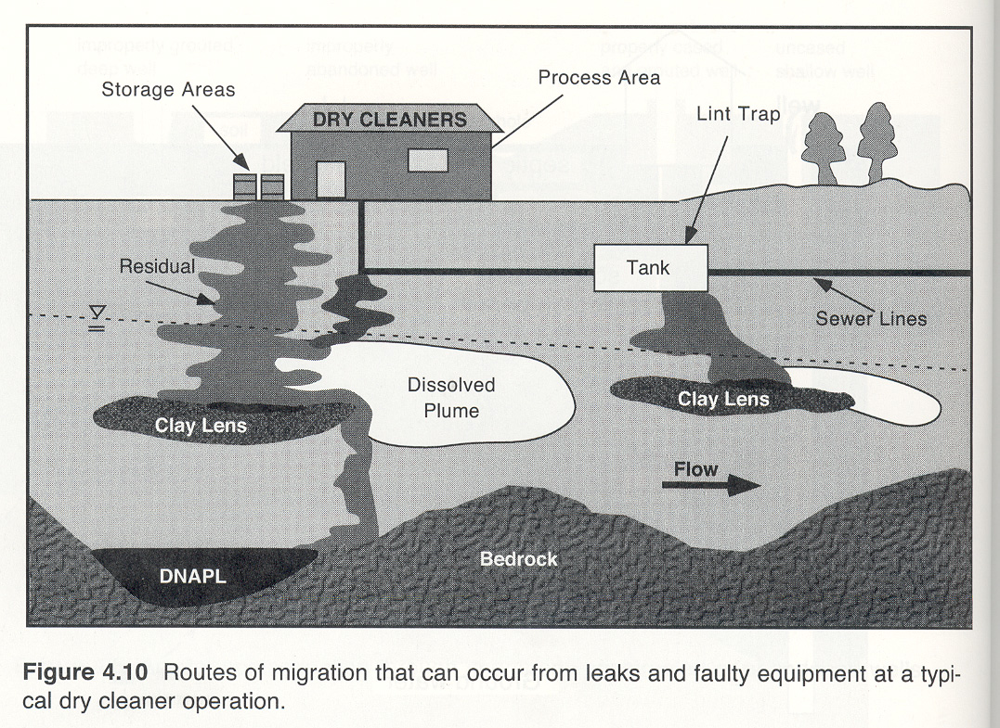 Storage Areas
Process Area
Lint Trap
DRY CLEANERS
Residual
Tank
Sewer Lines
Dissolved
Plume
Clay Lens
Clay Lens
Flow
Bedrock
DNAPL
Figure 4.10 Routes of migration that can occur from leaks and faulty equipment at a typi-
cal dry cleaner operation.